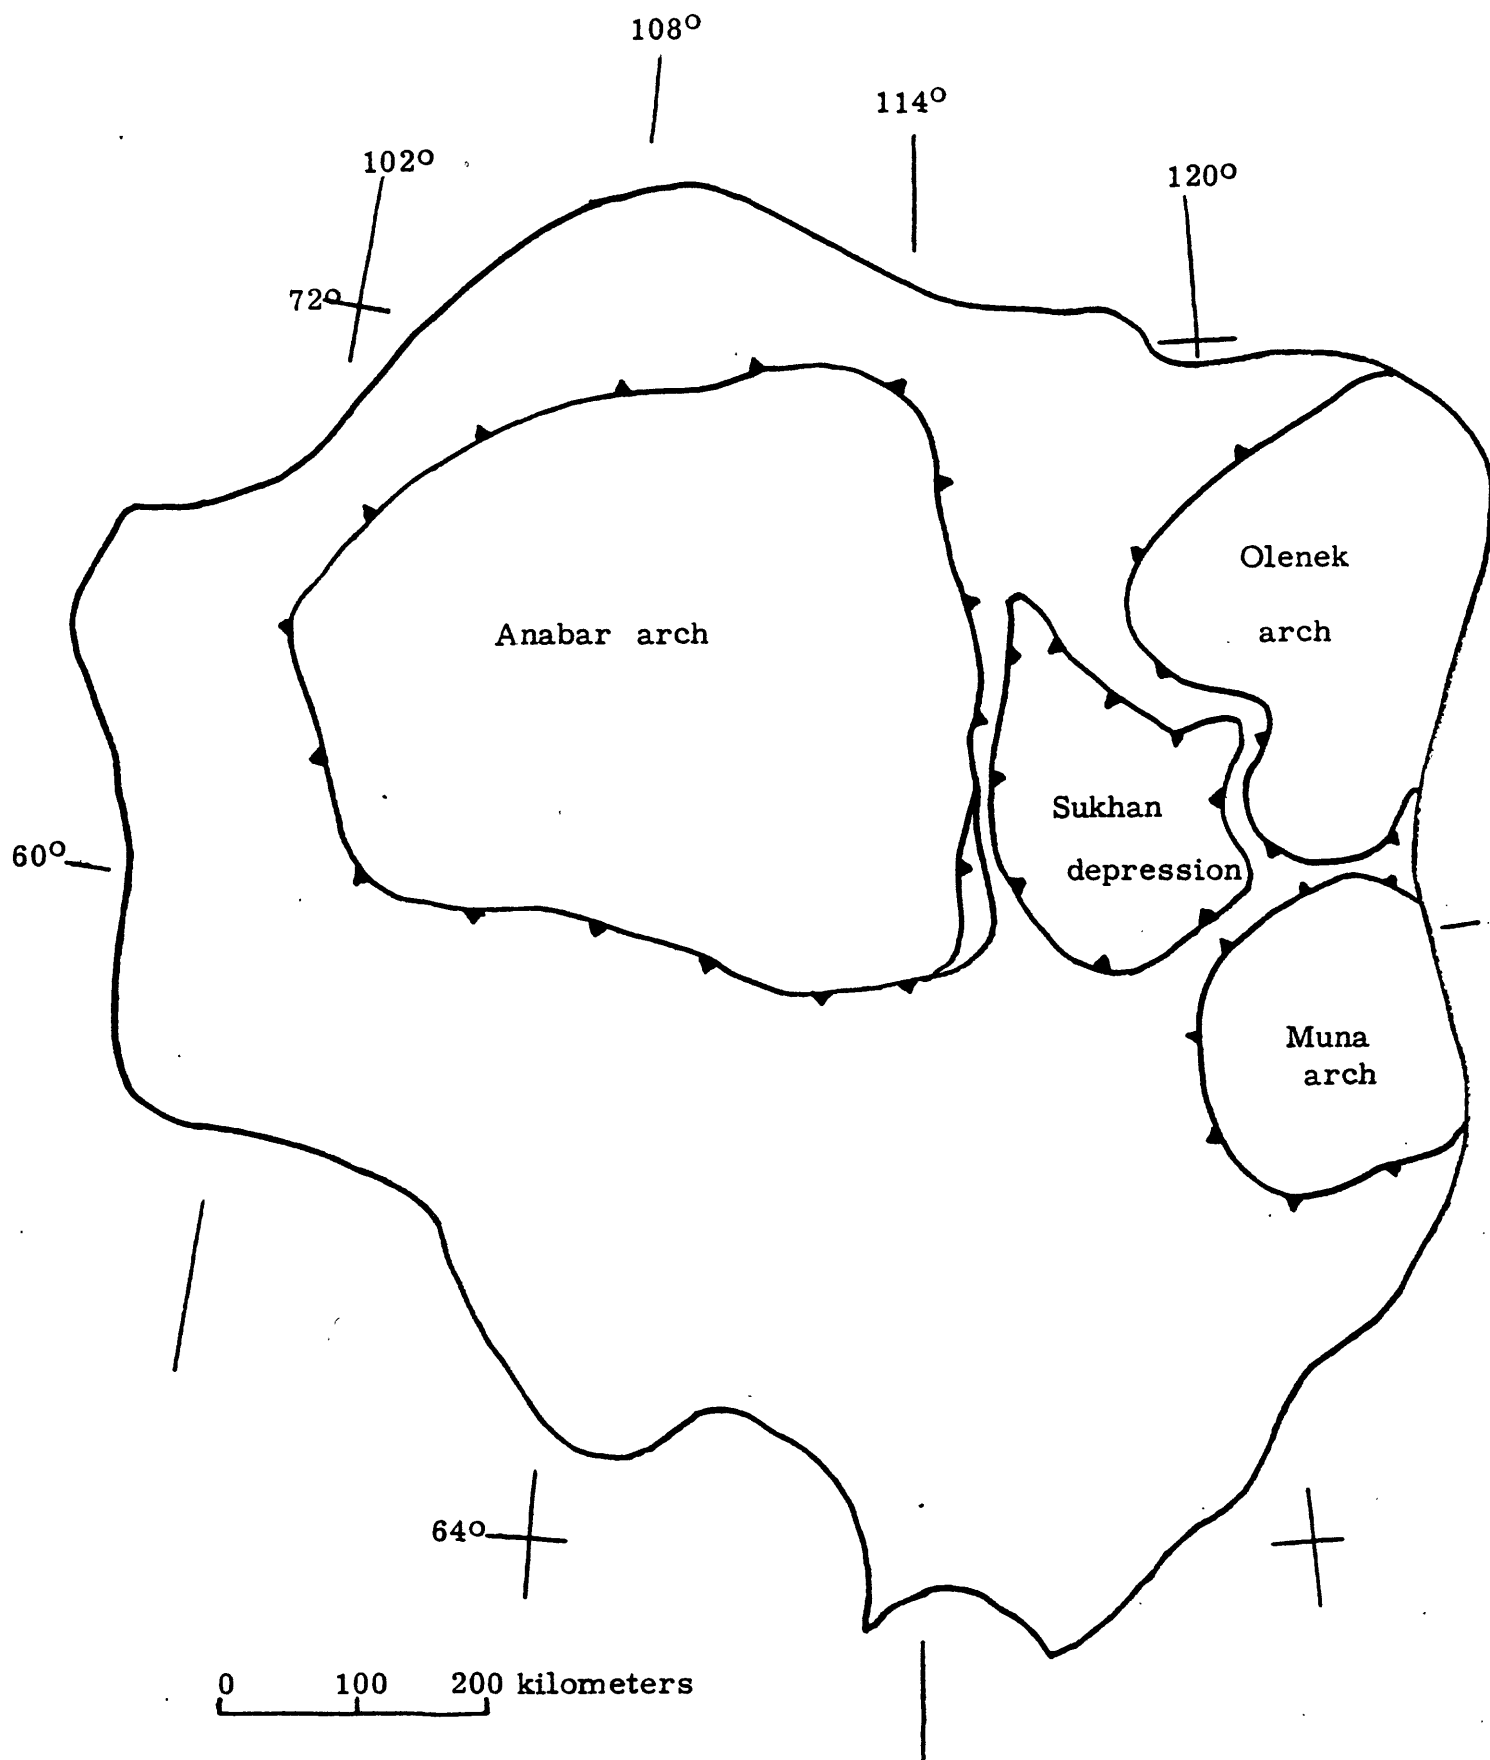 108°
114°
102°
120°
72°
Olenek
arch
Anabar arch
Sukhan
depression
60°
Muna
arch
64°
0 100 200 kilometers